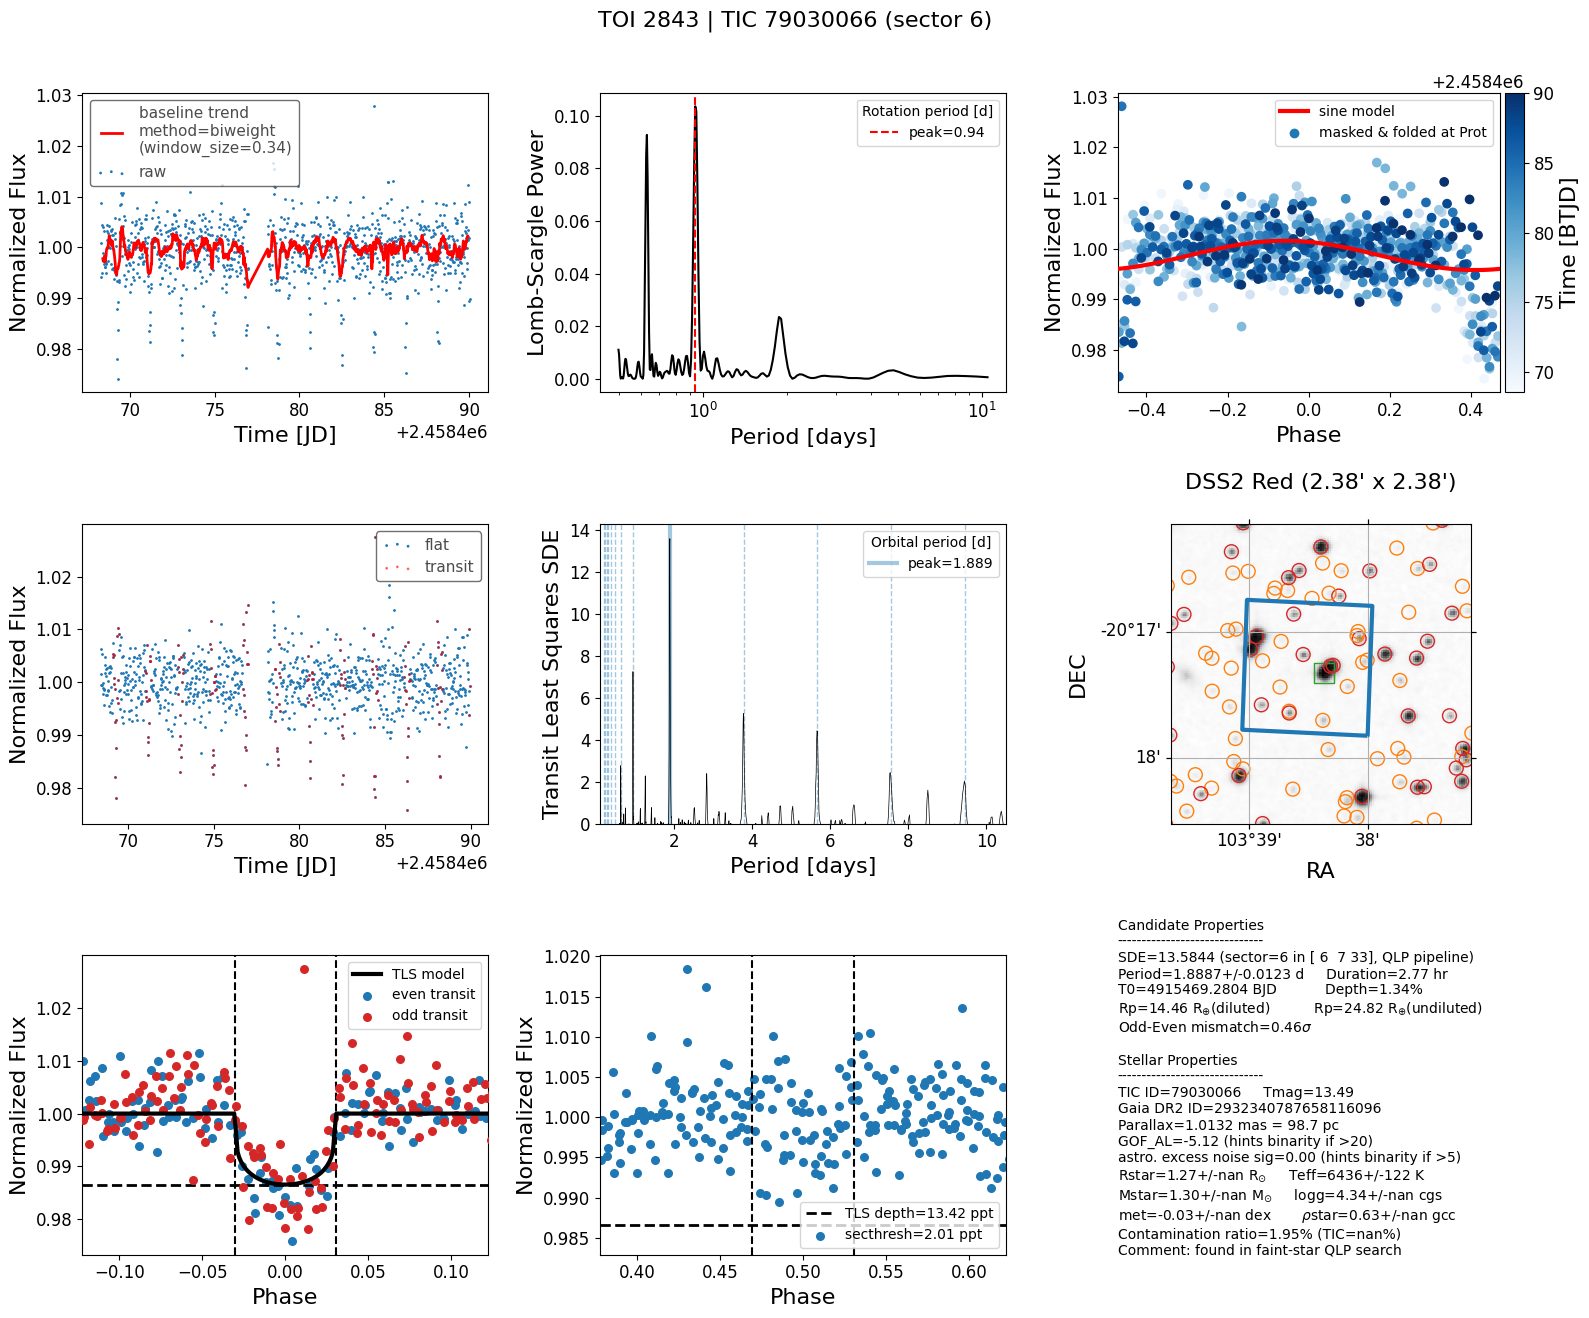 TOI 2843 | TIC 79030066 (sector 6)
Normalized Flux
1.03
1.02
1.01
1.00
0.99
0.98
baseline trend
method=biweight
(window_size=0.34)
raw
70 75 80 85 90
Time [JD]
+2.4584e6
Lomb-Scargle Power
0.10
0.08
0.06
0.04
0.02
0.00
Rotation period [d]
peak=0.94
10⁰ 10¹
Period [days]
Normalized Flux
1.03
1.02
1.01
1.00
0.99
0.98
sine model
masked & folded at Prot
−0.4 −0.2 0.0 0.2 0.4
Phase
+2.4584e6
90
85
80
75
70
Time [BTJD]
Normalized Flux
1.02
1.01
1.00
0.99
0.98
flat
transit
70 75 80 85 90
Time [JD]
+2.4584e6
Transit Least Squares SDE
14
12
10
8
6
4
2
0
Orbital period [d]
peak=1.889
2 4 6 8 10
Period [days]
DSS2 Red (2.38' x 2.38')
DEC
-20°17'
18'
103°39' 38'
RA
Normalized Flux
1.02
1.01
1.00
0.99
0.98
TLS model
even transit
odd transit
−0.10 −0.05 0.00 0.05 0.10
Phase
Normalized Flux
1.020
1.015
1.010
1.005
1.000
0.995
0.990
0.985
TLS depth=13.42 ppt
secthresh=2.01 ppt
0.40 0.45 0.50 0.55 0.60
Phase
Candidate Properties
------------------------------
SDE=13.5844 (sector=6 in [ 6 7 33], QLP pipeline)
Period=1.8887+/-0.0123 d Duration=2.77 hr
T0=4915469.2804 BJD Depth=1.34%
Rp=14.46 R⊕(diluted) Rp=24.82 R⊕(undiluted)
Odd-Even mismatch=0.46σ
Stellar Properties
------------------------------
TIC ID=79030066 Tmag=13.49
Gaia DR2 ID=2932340787658116096
Parallax=1.0132 mas = 98.7 pc
GOF_AL=-5.12 (hints binarity if >20)
astro. excess noise sig=0.00 (hints binarity if >5)
Rstar=1.27+/-nan R⊙ Teff=6436+/-122 K
Mstar=1.30+/-nan M⊙ logg=4.34+/-nan cgs
met=-0.03+/-nan dex ρstar=0.63+/-nan gcc
Contamination ratio=1.95% (TIC=nan%)
Comment: found in faint-star QLP search